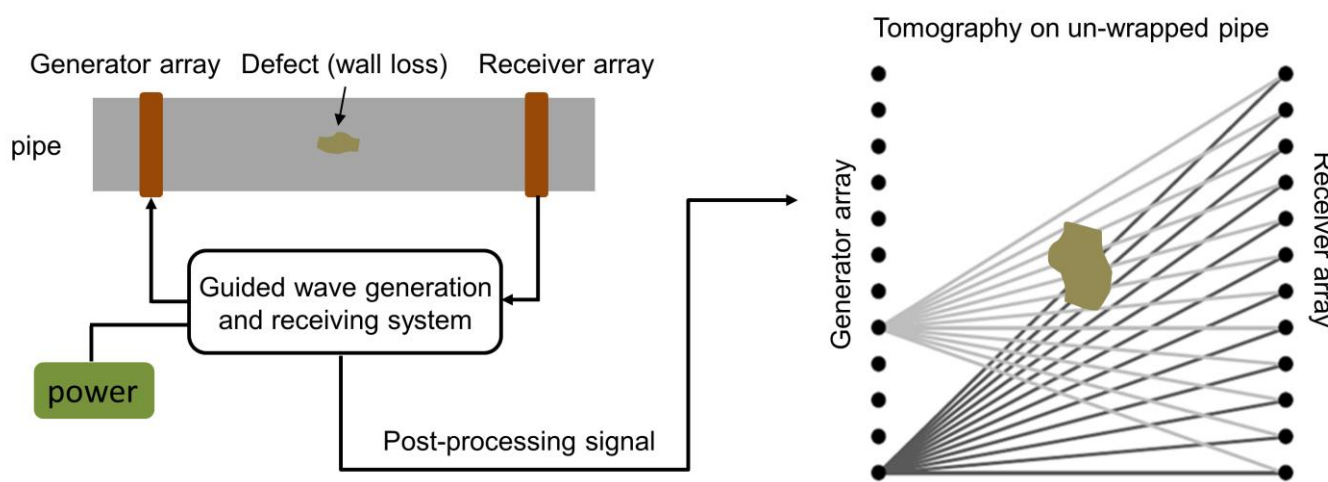 Tomography on un-wrapped pipe
Generator array
Defect (wall loss)
Receiver array
pipe
Guided wave generation
and receiving system
power
Post-processing signal
Generator array
Receiver array